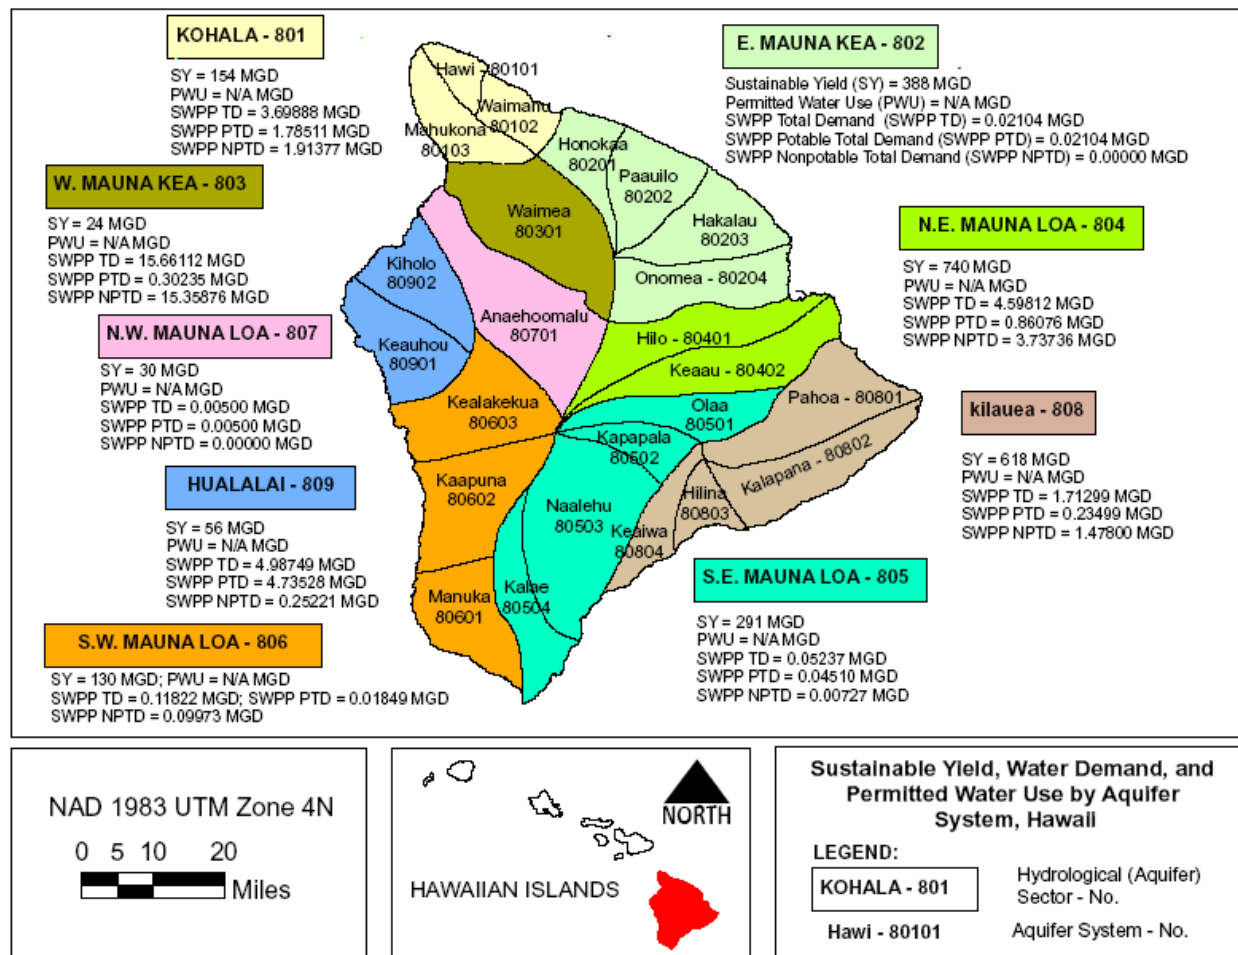 KOHALA - 801
SY = 154 MGD
PWU = N/A MGD
SWPP TD = 3.69888 MGD
SWPP PTD = 1.78511 MGD
SWPP NPTD = 1.91377 MGD
E. MAUNA KEA - 802
Sustainable Yield (SY) = 388 MGD
Permitted Water Use (PWU) = N/A MGD
SWPP Total Demand (SWPP TD) = 0.02104 MGD
SWPP Potable Total Demand (SWPP PTD) = 0.02104 MGD
SWPP Nonpotable Total Demand (SWPP NPTD) = 0.00000 MGD
W. MAUNA KEA - 803
SY = 24 MGD
PWU = N/A MGD
SWPP TD = 15.66112 MGD
SWPP PTD = 0.30235 MGD
SWPP NPTD = 15.35876 MGD
N.E. MAUNA LOA - 804
SY = 740 MGD
PWU = N/A MGD
SWPP TD = 4.59812 MGD
SWPP PTD = 0.86076 MGD
SWPP NPTD = 3.73736 MGD
N.W. MAUNA LOA - 807
SY = 30 MGD
PWU = N/A MGD
SWPP TD = 0.00500 MGD
SWPP PTD = 0.00500 MGD
SWPP NPTD = 0.00000 MGD
kilauea - 808
SY = 618 MGD
PWU = N/A MGD
SWPP TD = 1.71299 MGD
SWPP PTD = 0.23499 MGD
SWPP NPTD = 1.47800 MGD
HUALALAI - 809
SY = 56 MGD
PWU = N/A MGD
SWPP TD = 4.98749 MGD
SWPP PTD = 4.73528 MGD
SWPP NPTD = 0.25221 MGD
S.E. MAUNA LOA - 805
SY = 291 MGD
PWU = N/A MGD
SWPP TD = 0.05237 MGD
SWPP PTD = 0.04510 MGD
SWPP NPTD = 0.00727 MGD
S.W. MAUNA LOA - 806
SY = 130 MGD; PWU = N/A MGD
SWPP TD = 0.11822 MGD; SWPP PTD = 0.01849 MGD
SWPP NPTD = 0.09973 MGD
Hawi - 80101
Waimanu
80102
Mahukona
80103
Honokaa
80201
Paauilo
80202
Hakalau
80203
Onomea - 80204
Waimea
80301
Kiholo
80902
Keauhou
80901
Anaehoomalu
80701
Hilo - 80401
Keaau - 80402
Olaa
80501
Pahoa - 80801
Kalapana - 80802
Kealakekua
80603
Kapapala
80502
Kaapuna
80602
Naalehu
80503
Hilina
80803
Keaiwa
80804
Manuka
80601
Kalae
80504
NAD 1983 UTM Zone 4N
0 5 10 20
Miles
NORTH
HAWAIIAN ISLANDS
Sustainable Yield, Water Demand, and
Permitted Water Use by Aquifer
System, Hawaii
LEGEND:
KOHALA - 801
Hydrological (Aquifer)
Sector - No.
Hawi - 80101
Aquifer System - No.